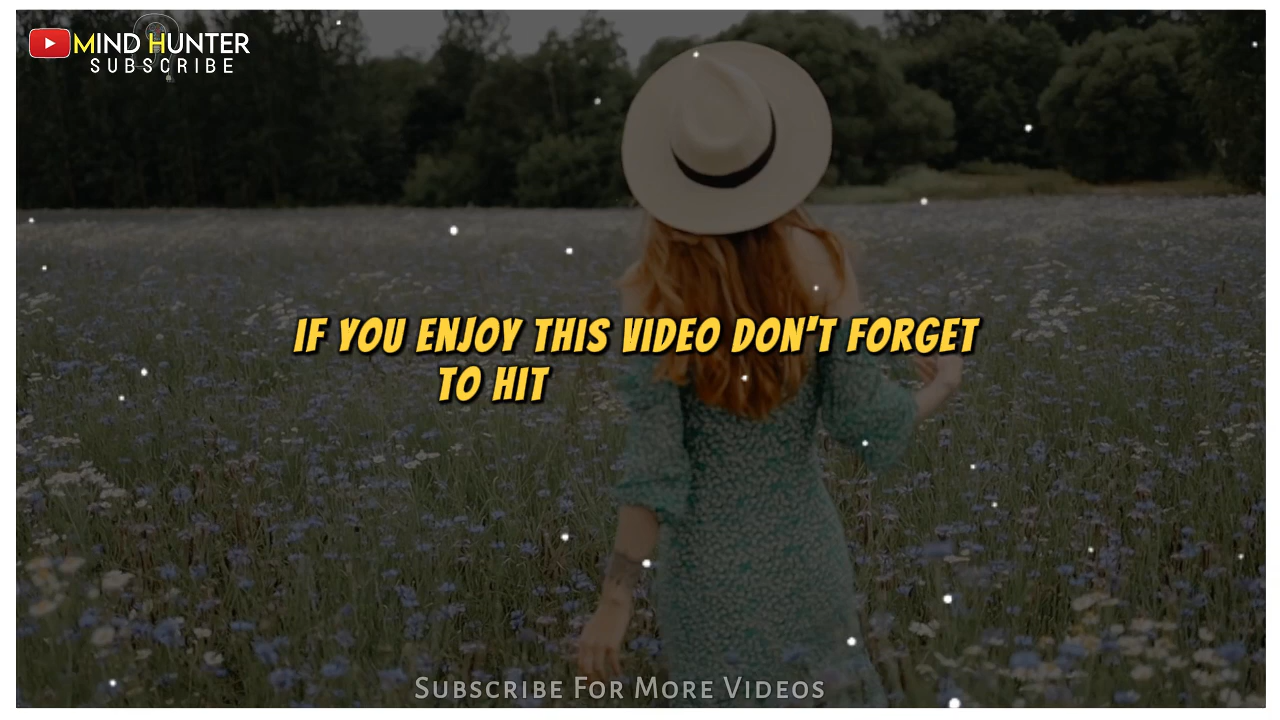 MIND HUNTER
SUBSCRIBE
IF YOU ENJOY THIS VIDEO DON'T FORGET
TO HIT
SUBSCRIBE FOR MORE VIDEOS